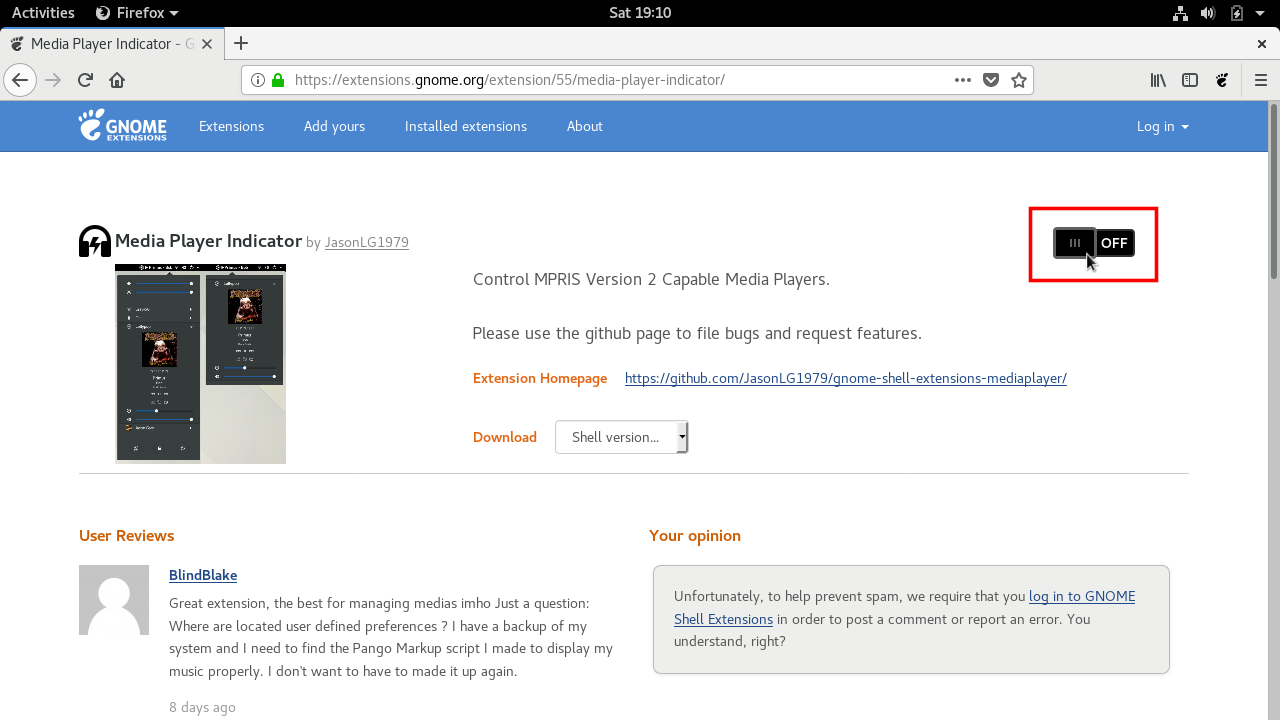 Activities Firefox Sat 19:10
Media Player Indicator - G
https://extensions.gnome.org/extension/55/media-player-indicator/
GNOME EXTENSIONS Extensions Add yours Installed extensions About Log in
Media Player Indicator by JasonLG1979
OFF
Control MPRIS Version 2 Capable Media Players.
Please use the github page to file bugs and request features.
Extension Homepage https://github.com/JasonLG1979/gnome-shell-extensions-mediaplayer/
Download Shell version...
User Reviews
BlindBlake
Great extension, the best for managing medias imho Just a question:
Where are located user defined preferences ? I have a backup of my
system and I need to find the Pango Markup script I made to display my
music properly. I don't want to have to made it up again.
8 days ago
Your opinion
Unfortunately, to help prevent spam, we require that you log in to GNOME
Shell Extensions in order to post a comment or report an error. You
understand, right?